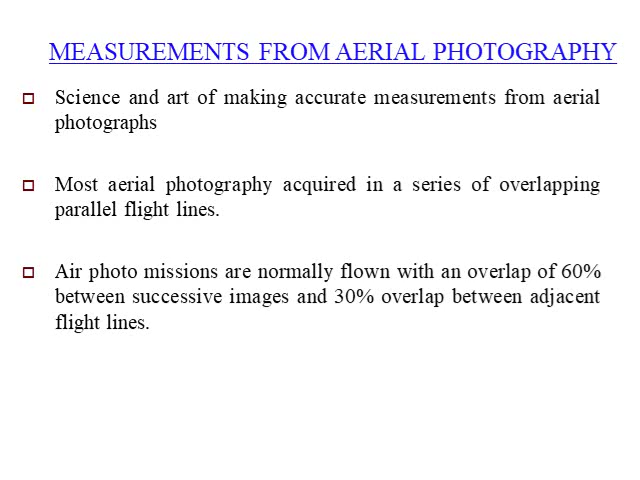 MEASUREMENTS FROM AERIAL PHOTOGRAPHY
Science and art of making accurate measurements from aerial
photographs
Most aerial photography acquired in a series of overlapping
parallel flight lines.
Air photo missions are normally flown with an overlap of 60%
between successive images and 30% overlap between adjacent
flight lines.